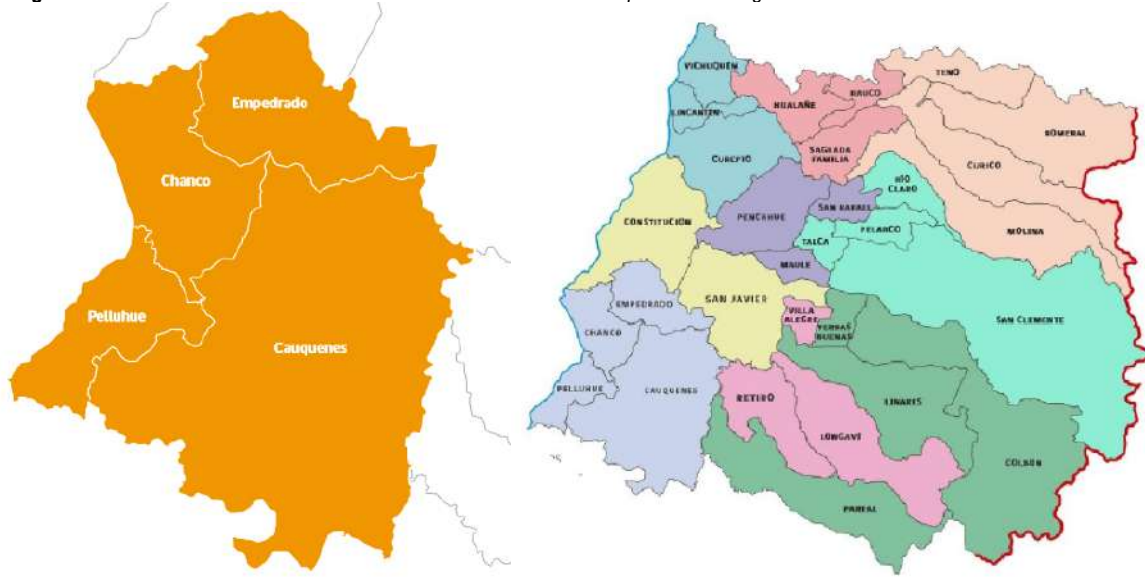 Empedrado
Chanco
Pelluhue
Cauquenes
VICHUQUÉN
TENO
RAUCO
HUALAÑE
ROMERAL
LINCANTEN
SAGRADA
FAMILIA
CUREPTO
CURICO
RÍO
CLARO
SAN RAFAEL
PENCAHUE
CONSTITUCIÓN
PELARCO
MOLINA
TALCA
MAULE
EMPEDRADO
SAN JAVIER
VILLA
ALEGRE
SAN CLEMENTE
YERBAS
BUENAS
CHANCO
PELLUHUE
CAUQUENES
RETIRO
LINARES
LONGAVÍ
COLBÚN
PARRAL